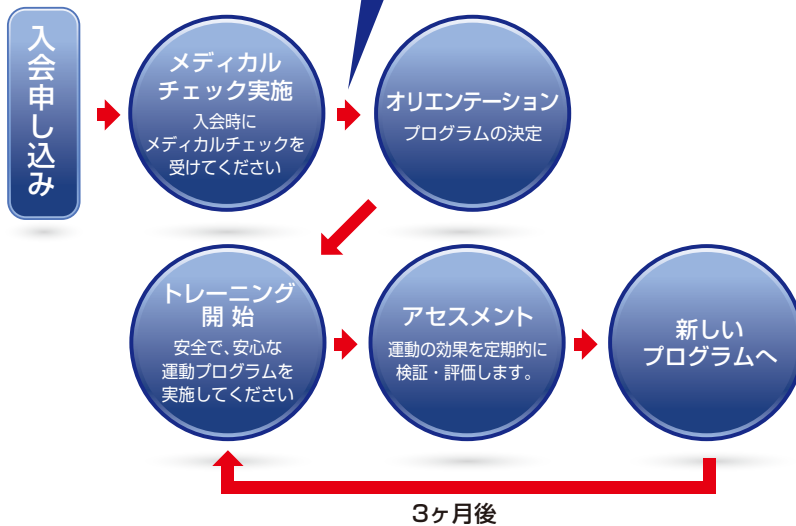 入会申し込み
メディカル
チェック実施
入会時に
メディカルチェックを
受けてください
オリエンテーション
プログラムの決定
トレーニング
開 始
安全で、安心な
運動プログラムを
実施してください
アセスメント
運動の効果を定期的に
検証・評価します。
新しい
プログラムへ
3ヶ月後